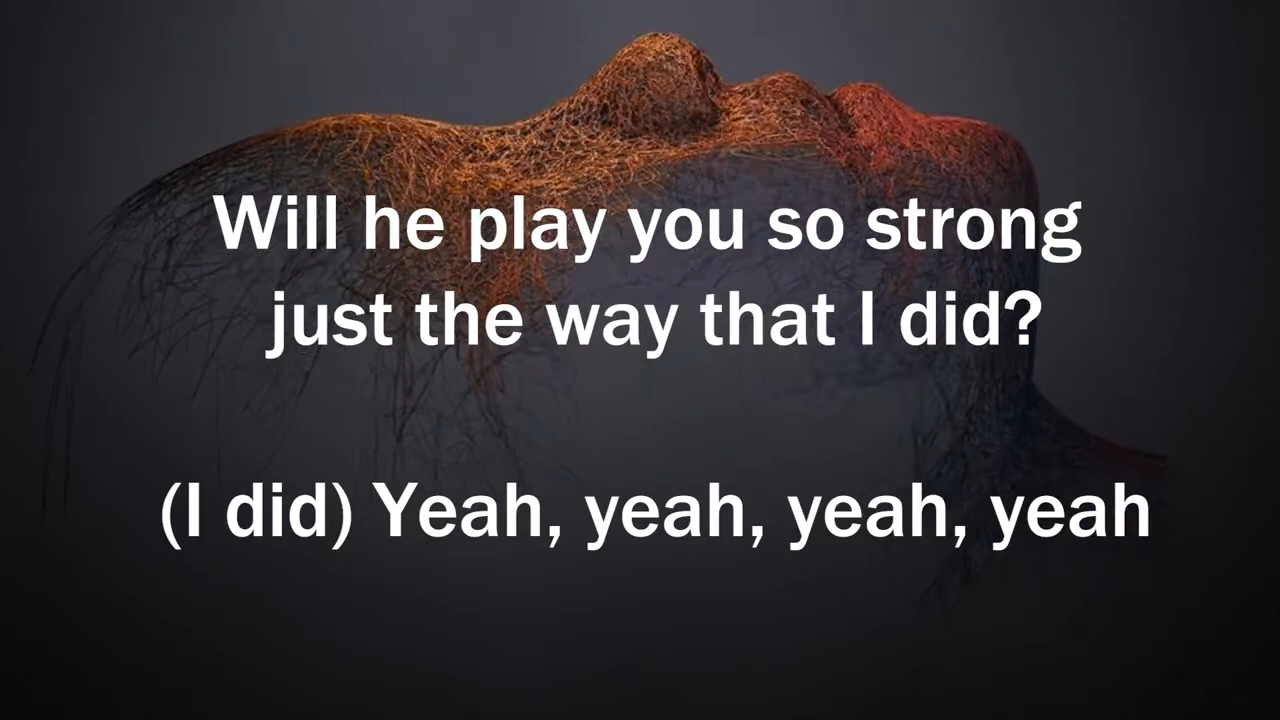 Will he play you so strong
just the way that I did?
(I did) Yeah, yeah, yeah, yeah